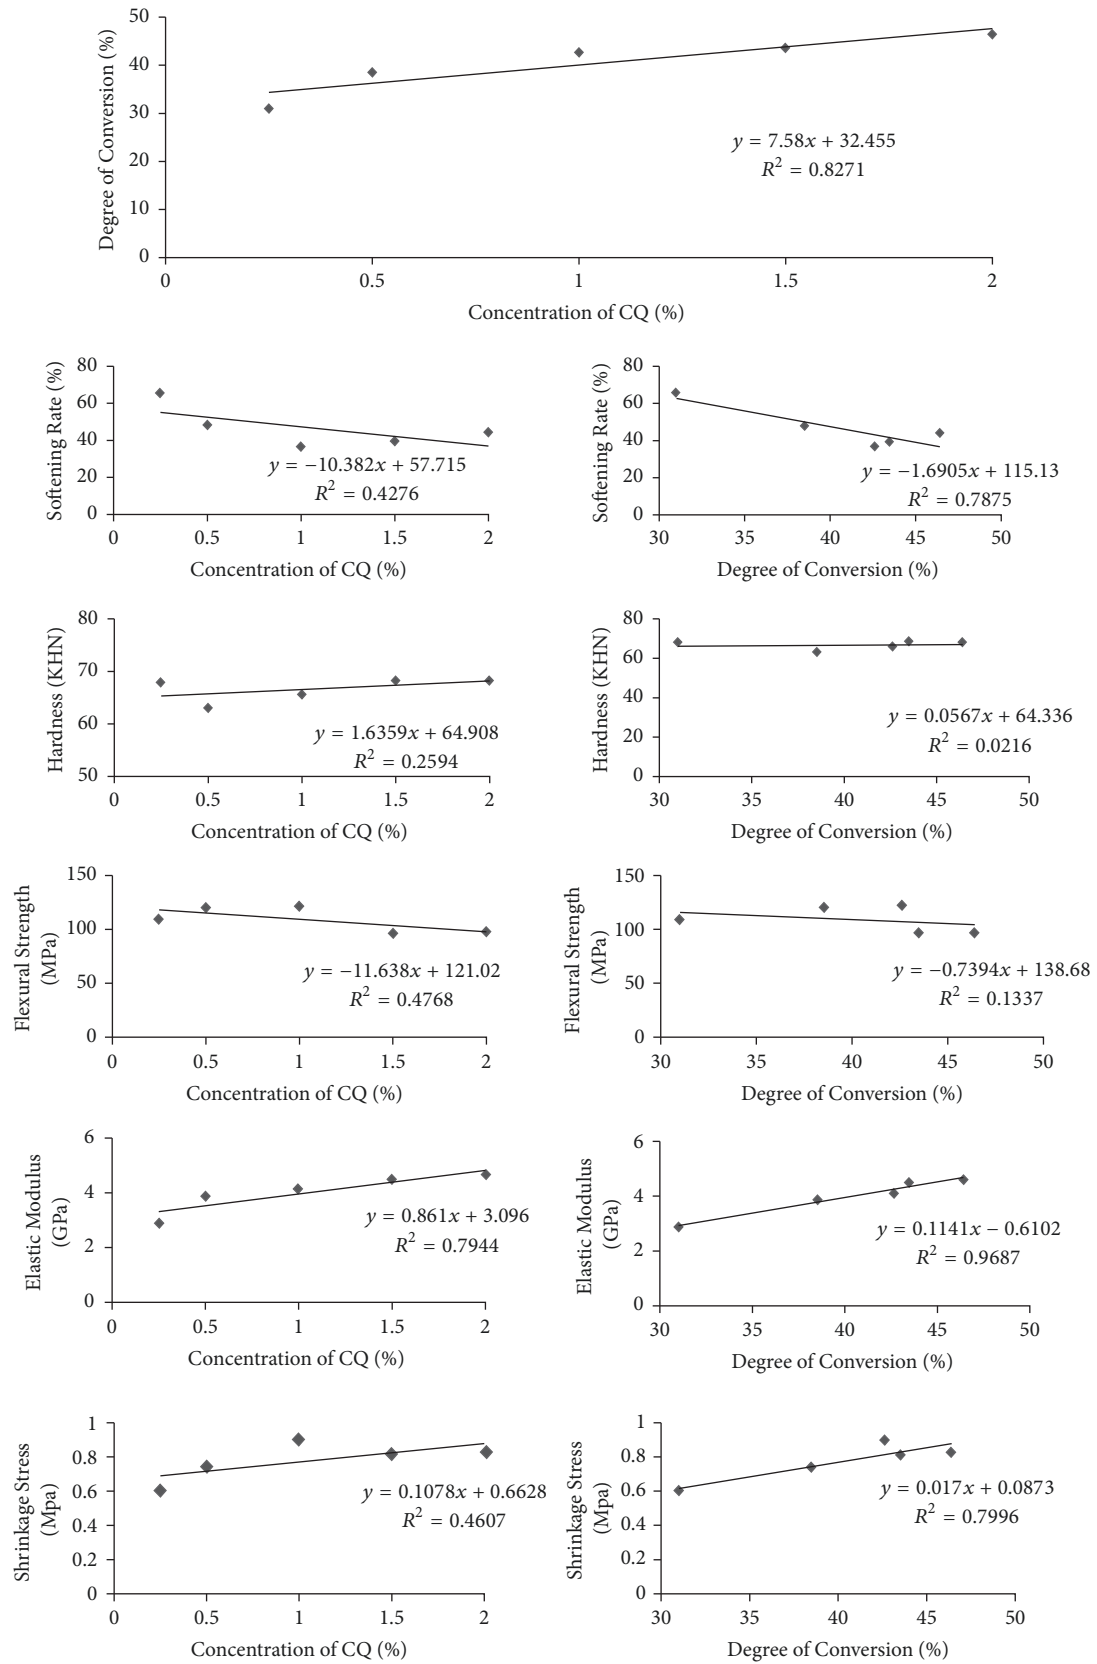 50
40
30
20
10
0
Degree of Conversion (%)
y = 7.58x + 32.455
R² = 0.8271
0 0.5 1 1.5 2
Concentration of CQ (%)
80
60
40
20
0
Softening Rate (%)
y = −10.382x + 57.715
R² = 0.4276
0 0.5 1 1.5 2
Concentration of CQ (%)
80
60
40
20
0
Softening Rate (%)
y = −1.6905x + 115.13
R² = 0.7875
30 35 40 45 50
Degree of Conversion (%)
80
70
60
50
Hardness (KHN)
y = 1.6359x + 64.908
R² = 0.2594
0 0.5 1 1.5 2
Concentration of CQ (%)
80
60
40
20
0
Hardness (KHN)
y = 0.0567x + 64.336
R² = 0.0216
30 35 40 45 50
Degree of Conversion (%)
150
100
50
0
Flexural Strength
(MPa)
y = −11.638x + 121.02
R² = 0.4768
0 0.5 1 1.5 2
Concentration of CQ (%)
150
100
50
0
Flexural Strength
(MPa)
y = −0.7394x + 138.68
R² = 0.1337
30 35 40 45 50
Degree of Conversion (%)
6
4
2
0
Elastic Modulus
(GPa)
y = 0.861x + 3.096
R² = 0.7944
0 0.5 1 1.5 2
Concentration of CQ (%)
6
4
2
0
Elastic Modulus
(GPa)
y = 0.1141x − 0.6102
R² = 0.9687
30 35 40 45 50
Degree of Conversion (%)
1
0.8
0.6
0.4
0.2
0
Shrinkage Stress
(Mpa)
y = 0.1078x + 0.6628
R² = 0.4607
0 0.5 1 1.5 2
Concentration of CQ (%)
1
0.8
0.6
0.4
0.2
0
Shrinkage Stress
(Mpa)
y = 0.017x + 0.0873
R² = 0.7996
30 35 40 45 50
Degree of Conversion (%)